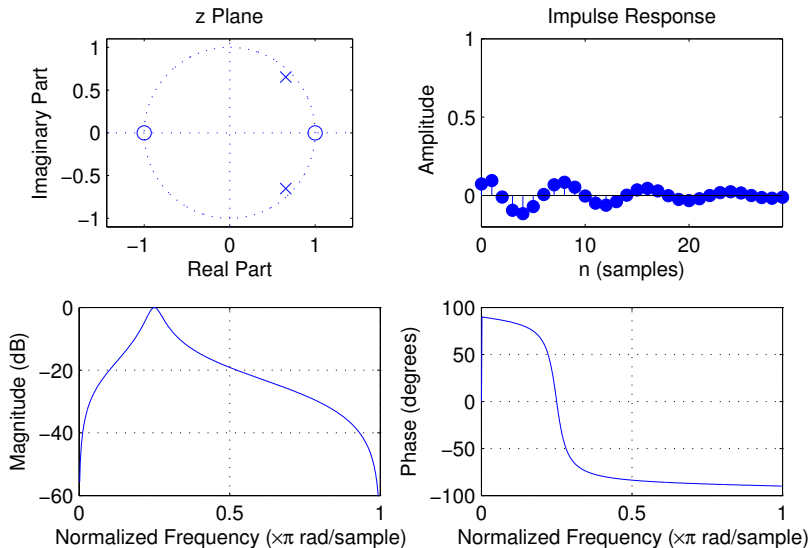 z Plane
1
0.5
0
−0.5
−1
Imaginary Part
−1
0
1
Real Part
Impulse Response
1
0.5
0
Amplitude
0
10
20
n (samples)
0
−20
−40
−60
Magnitude (dB)
0
0.5
1
Normalized Frequency (×π rad/sample)
100
50
0
−50
−100
Phase (degrees)
0
0.5
1
Normalized Frequency (×π rad/sample)